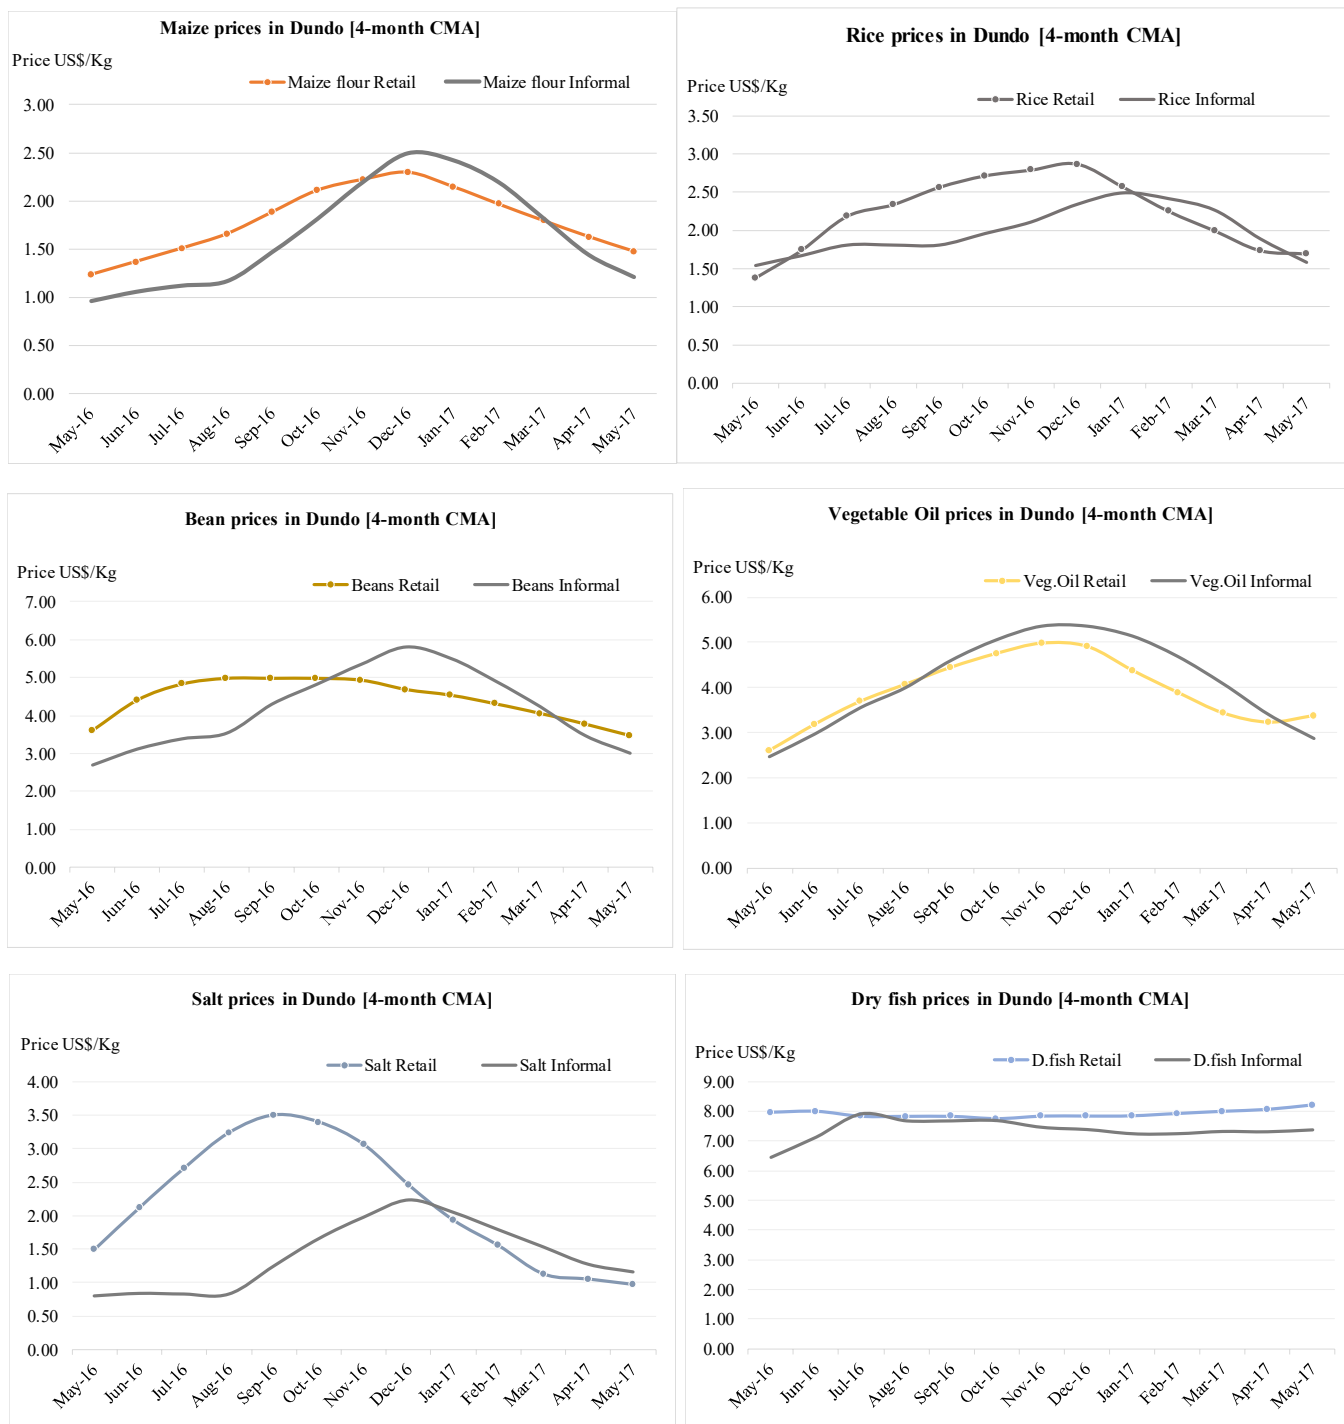 Maize prices in Dundo [4-month CMA]
Price US$/Kg
Maize flour Retail
Maize flour Informal
3.00
2.50
2.00
1.50
1.00
0.50
0.00
May-16
Jun-16
Jul-16
Aug-16
Sep-16
Oct-16
Nov-16
Dec-16
Jan-17
Feb-17
Mar-17
Apr-17
May-17
Rice prices in Dundo [4-month CMA]
Price US$/Kg
Rice Retail
Rice Informal
3.50
3.00
2.50
2.00
1.50
1.00
0.50
0.00
May-16
Jun-16
Jul-16
Aug-16
Sep-16
Oct-16
Nov-16
Dec-16
Jan-17
Feb-17
Mar-17
Apr-17
May-17
Bean prices in Dundo [4-month CMA]
Price US$/Kg
Beans Retail
Beans Informal
7.00
6.00
5.00
4.00
3.00
2.00
1.00
0.00
May-16
Jun-16
Jul-16
Aug-16
Sep-16
Oct-16
Nov-16
Dec-16
Jan-17
Feb-17
Mar-17
Apr-17
May-17
Vegetable Oil prices in Dundo [4-month CMA]
Price US$/Kg
Veg.Oil Retail
Veg.Oil Informal
6.00
5.00
4.00
3.00
2.00
1.00
0.00
May-16
Jun-16
Jul-16
Aug-16
Sep-16
Oct-16
Nov-16
Dec-16
Jan-17
Feb-17
Mar-17
Apr-17
May-17
Salt prices in Dundo [4-month CMA]
Price US$/Kg
Salt Retail
Salt Informal
4.00
3.50
3.00
2.50
2.00
1.50
1.00
0.50
0.00
May-16
Jun-16
Jul-16
Aug-16
Sep-16
Oct-16
Nov-16
Dec-16
Jan-17
Feb-17
Mar-17
Apr-17
May-17
Dry fish prices in Dundo [4-month CMA]
Price US$/Kg
D.fish Retail
D.fish Informal
9.00
8.00
7.00
6.00
5.00
4.00
3.00
2.00
1.00
0.00
May-16
Jun-16
Jul-16
Aug-16
Sep-16
Oct-16
Nov-16
Dec-16
Jan-17
Feb-17
Mar-17
Apr-17
May-17